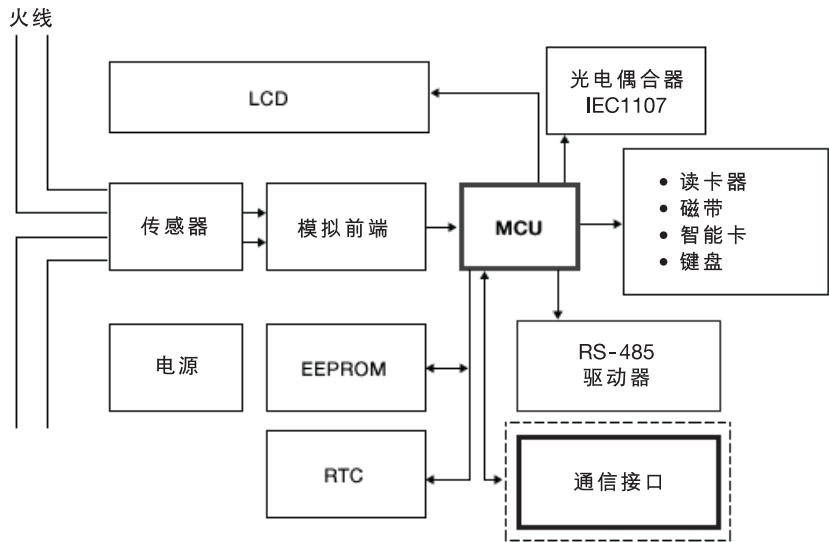 火线
LCD
光电偶合器
IEC1107
传感器
模拟前端
MCU
• 读卡器
• 磁带
• 智能卡
• 键盘
电源
EEPROM
RS-485
驱动器
RTC
通信接口